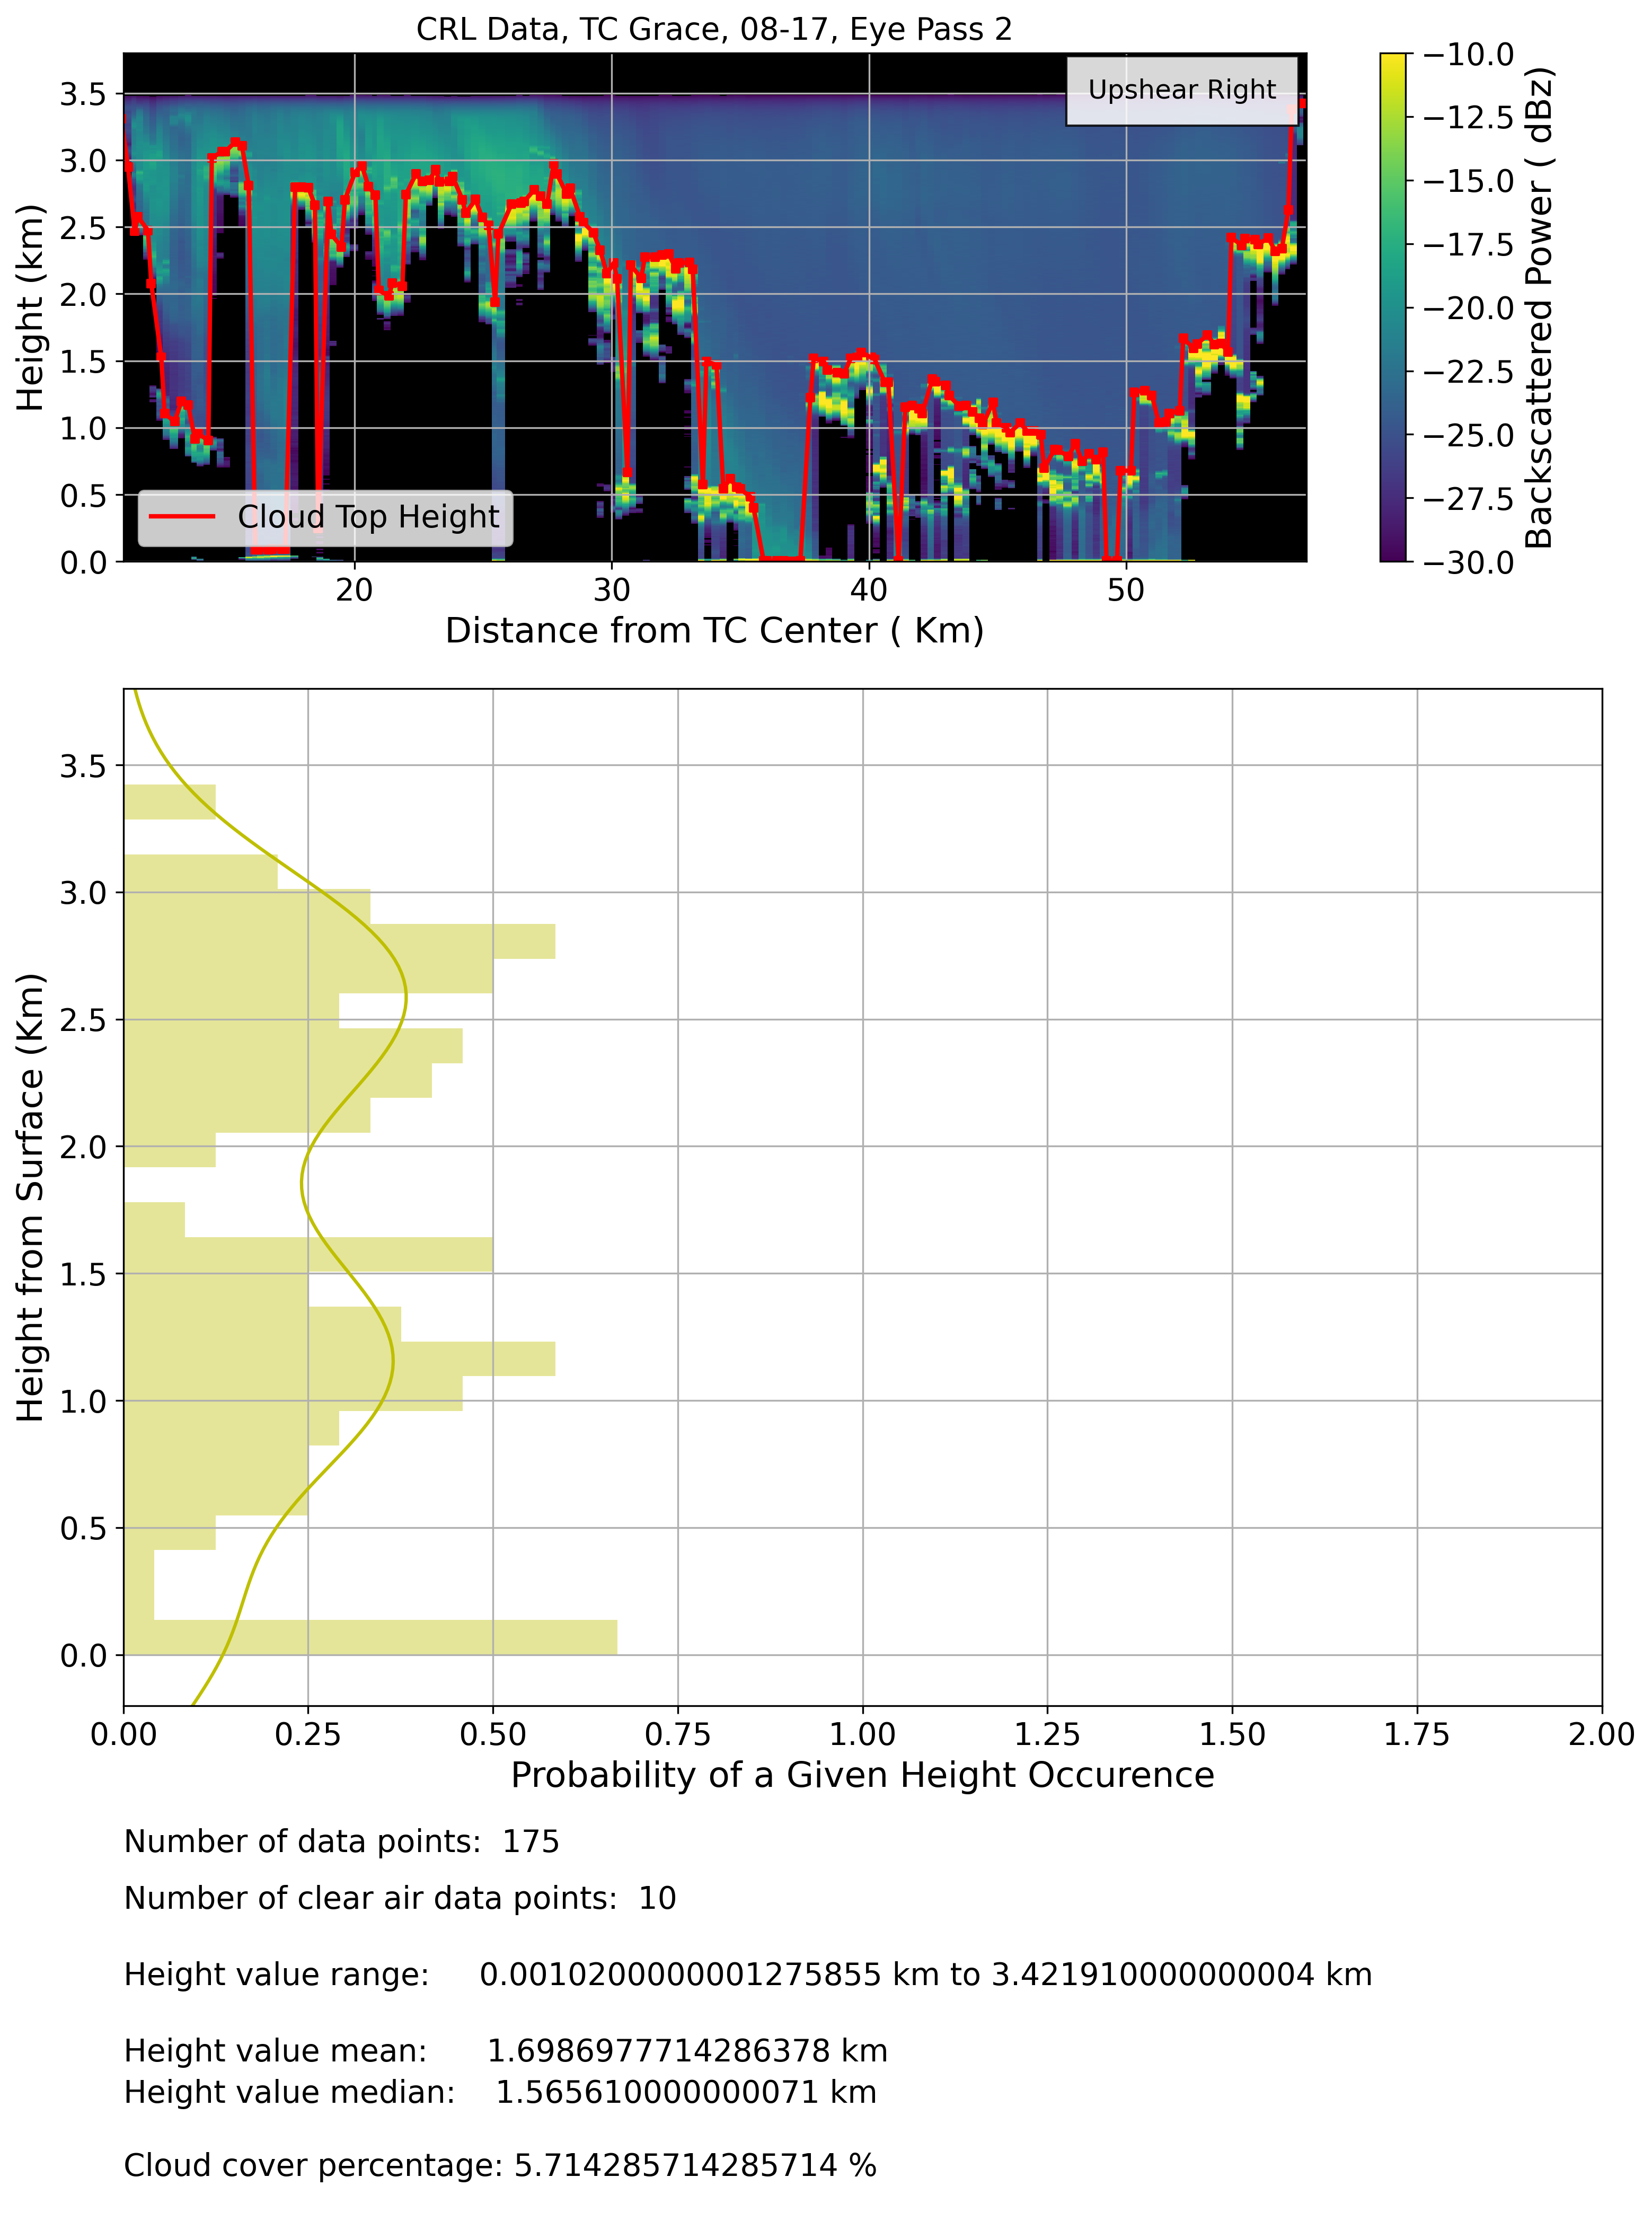 CRL Data, TC Grace, 08-17, Eye Pass 2
Upshear Right
Height (km)
3.5
3.0
2.5
2.0
1.5
1.0
0.5
0.0
Cloud Top Height
20 30 40 50
Distance from TC Center ( Km)
−10.0
−12.5
−15.0
−17.5
−20.0
−22.5
−25.0
−27.5
−30.0
Backscattered Power ( dBz)
Height from Surface (Km)
3.5
3.0
2.5
2.0
1.5
1.0
0.5
0.0
0.00 0.25 0.50 0.75 1.00 1.25 1.50 1.75 2.00
Probability of a Given Height Occurence
Number of data points: 175
Number of clear air data points: 10
Height value range: 0.0010200000001275855 km to 3.421910000000004 km
Height value mean: 1.6986977714286378 km
Height value median: 1.565610000000071 km
Cloud cover percentage: 5.714285714285714 %